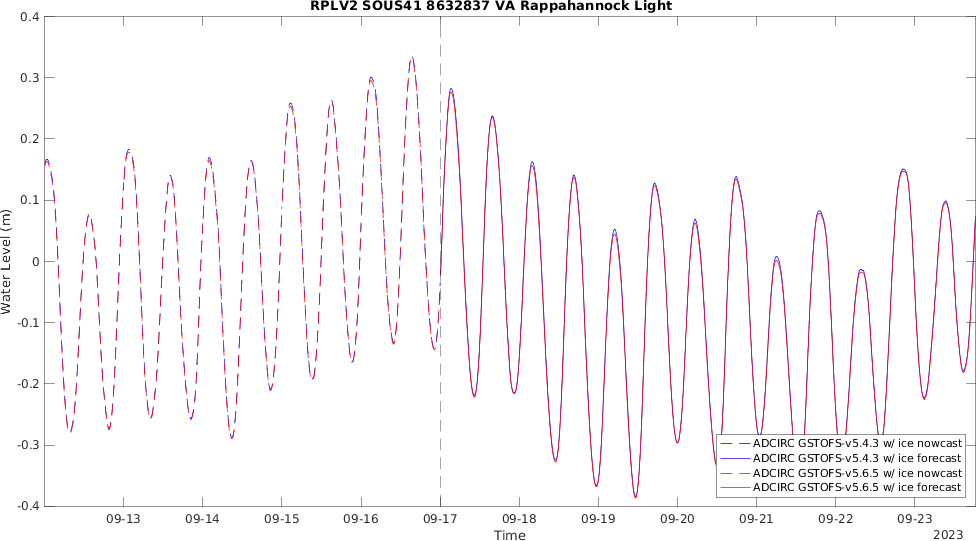 RPLV2 SOUS41 8632837 VA Rappahannock Light
Water Level (m)
0.4
0.3
0.2
0.1
0
-0.1
-0.2
-0.3
-0.4
ADCIRC GSTOFS-v5.4.3 w/ ice nowcast
ADCIRC GSTOFS-v5.4.3 w/ ice forecast
ADCIRC GSTOFS-v5.6.5 w/ ice nowcast
ADCIRC GSTOFS-v5.6.5 w/ ice forecast
09-13 09-14 09-15 09-16 09-17 09-18 09-19 09-20 09-21 09-22 09-23
Time
2023